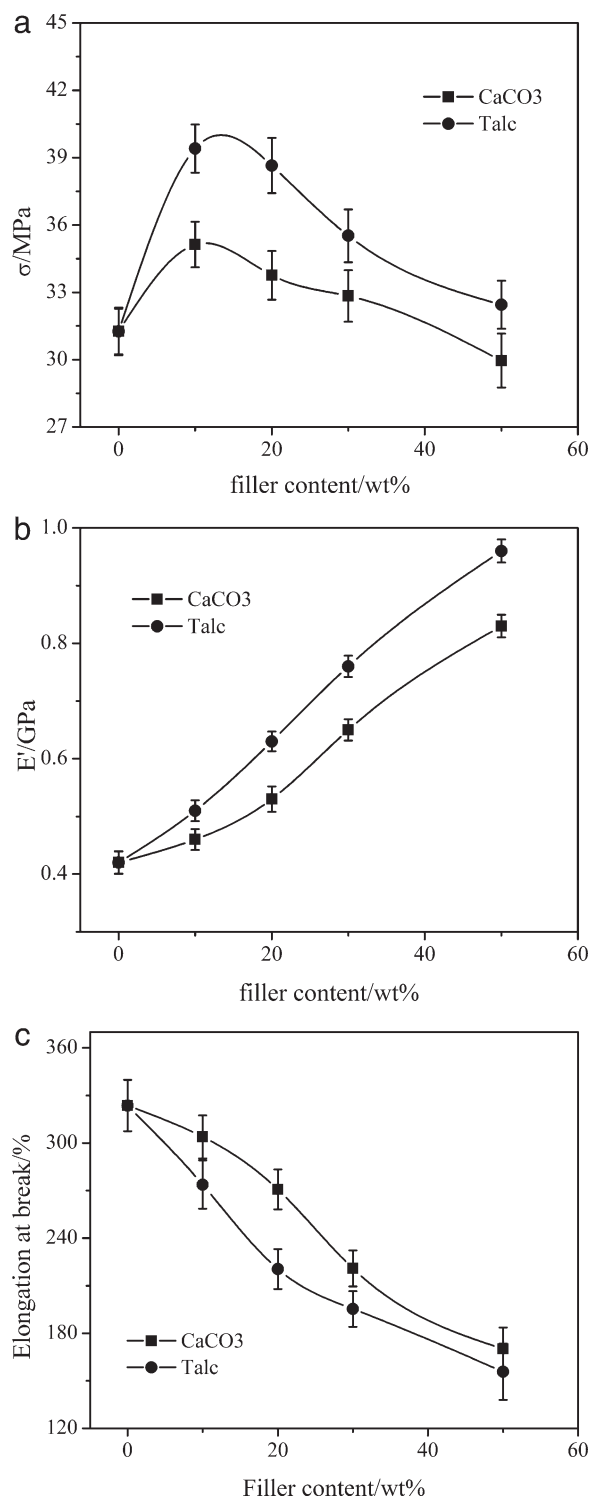 a
45
42
39
36
33
30
27
σ/MPa
CaCO3
Talc
0
20
40
60
filler content/wt%
b
1.0
0.8
0.6
0.4
E'/GPa
CaCO3
Talc
0
20
40
60
filler content/wt%
c
360
300
240
180
120
Elongation at break/%
CaCO3
Talc
0
20
40
60
Filler content/wt%